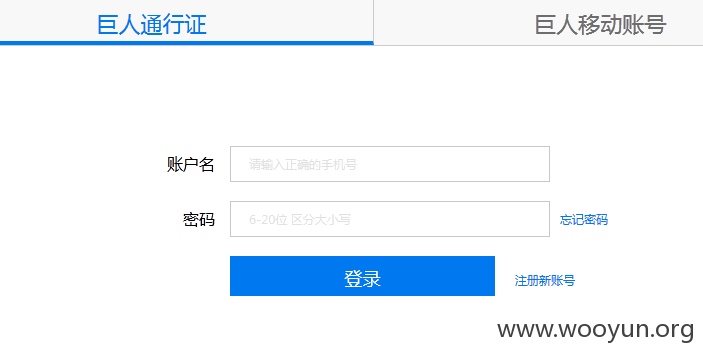 巨人通行证
巨人移动账号
账户名
请输入正确的手机号
密码
6-20位 区分大小写
忘记密码
登录
注册新账号
www.wooyun.org